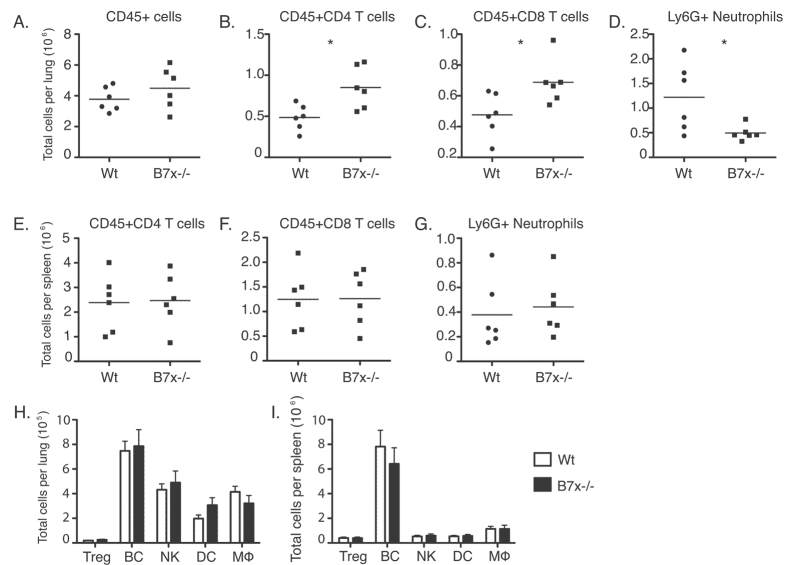 A. CD45+ cells
Total cells per lung (10⁶)
8
6
4
2
0
Wt B7x-/-
B. CD45+CD4 T cells
*
1.5
1.0
0.5
0
Wt B7x-/-
C. CD45+CD8 T cells
*
1.0
0.8
0.6
0.4
0.2
Wt B7x-/-
D. Ly6G+ Neutrophils
*
2.5
2.0
1.5
1.0
0.5
0
Wt B7x-/-
E. CD45+CD4 T cells
Total cells per spleen (10⁶)
5
4
3
2
1
0
Wt B7x-/-
F. CD45+CD8 T cells
2.5
2.0
1.5
1.0
0.5
0
Wt B7x-/-
G. Ly6G+ Neutrophils
1.0
0.8
0.6
0.4
0.2
0
Wt B7x-/-
H.
Total cells per lung (10⁵)
10
8
6
4
2
0
Treg BC NK DC MΦ
I.
Total cells per spleen (10⁶)
10
8
6
4
2
0
Treg BC NK DC MΦ
Wt
B7x-/-